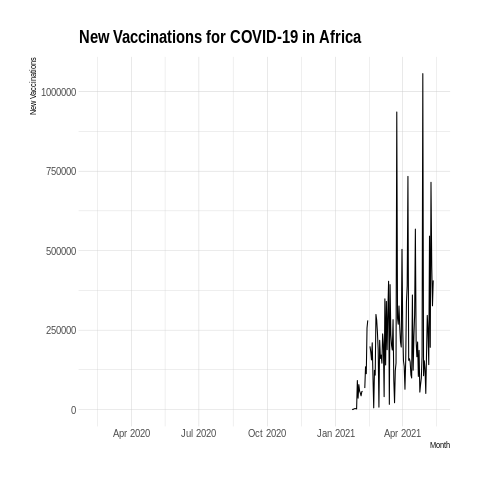 New Vaccinations for COVID-19 in Africa
New Vaccinations
1000000
750000
500000
250000
0
Apr 2020 Jul 2020 Oct 2020 Jan 2021 Apr 2021
Month